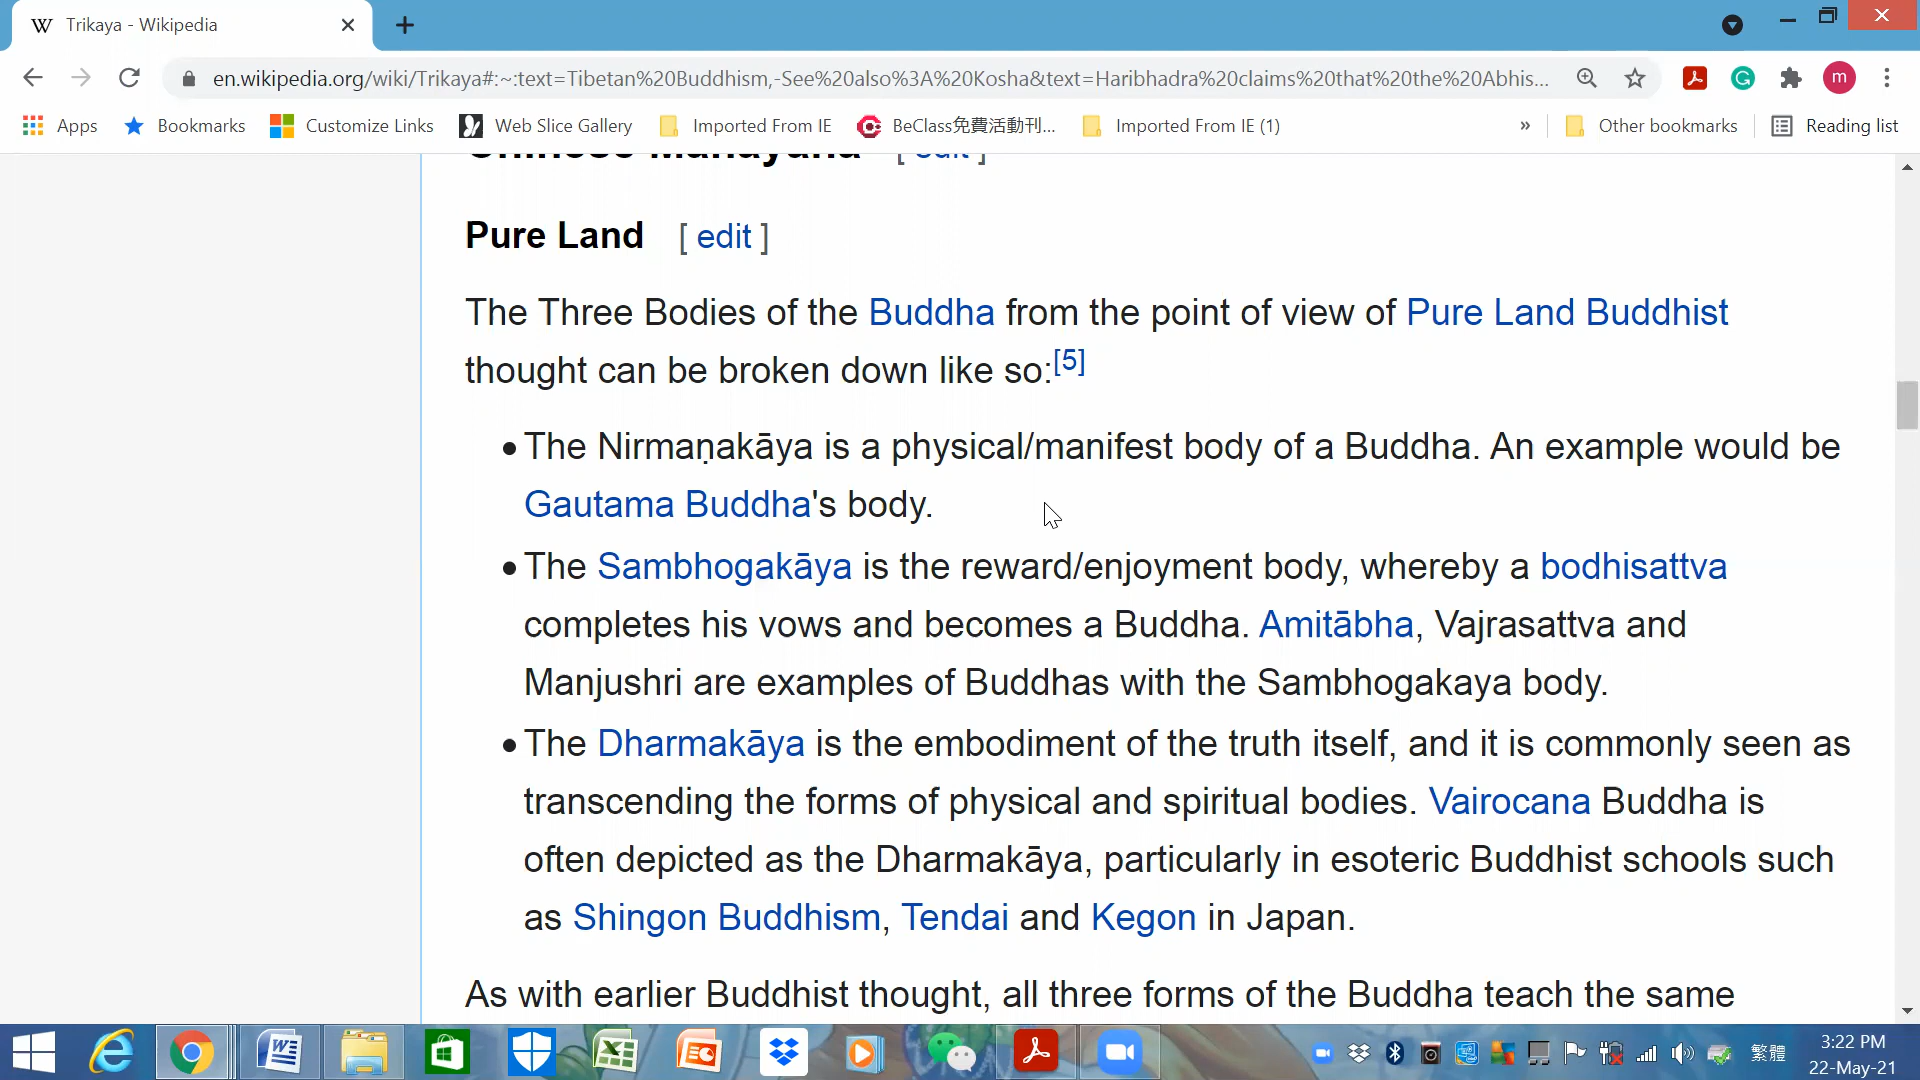 Trikaya - Wikipedia
en.wikipedia.org/wiki/Trikaya#:~:text=Tibetan%20Buddhism,-See%20also%3A%20Kosha&text=Haribhadra%20claims%20that%20the%20Abhis...
m
Apps Bookmarks Customize Links Web Slice Gallery Imported From IE BeClass免費活動刊... Imported From IE (1) » Other bookmarks Reading list
Chinese Mahayana [ edit ]
Pure Land [ edit ]
The Three Bodies of the Buddha from the point of view of Pure Land Buddhist
thought can be broken down like so:[5]
• The Nirmaṇakāya is a physical/manifest body of a Buddha. An example would be
Gautama Buddha's body.
• The Sambhogakāya is the reward/enjoyment body, whereby a bodhisattva
completes his vows and becomes a Buddha. Amitābha, Vajrasattva and
Manjushri are examples of Buddhas with the Sambhogakaya body.
• The Dharmakāya is the embodiment of the truth itself, and it is commonly seen as
transcending the forms of physical and spiritual bodies. Vairocana Buddha is
often depicted as the Dharmakāya, particularly in esoteric Buddhist schools such
as Shingon Buddhism, Tendai and Kegon in Japan.
As with earlier Buddhist thought, all three forms of the Buddha teach the same
繁體
3:22 PM
22-May-21